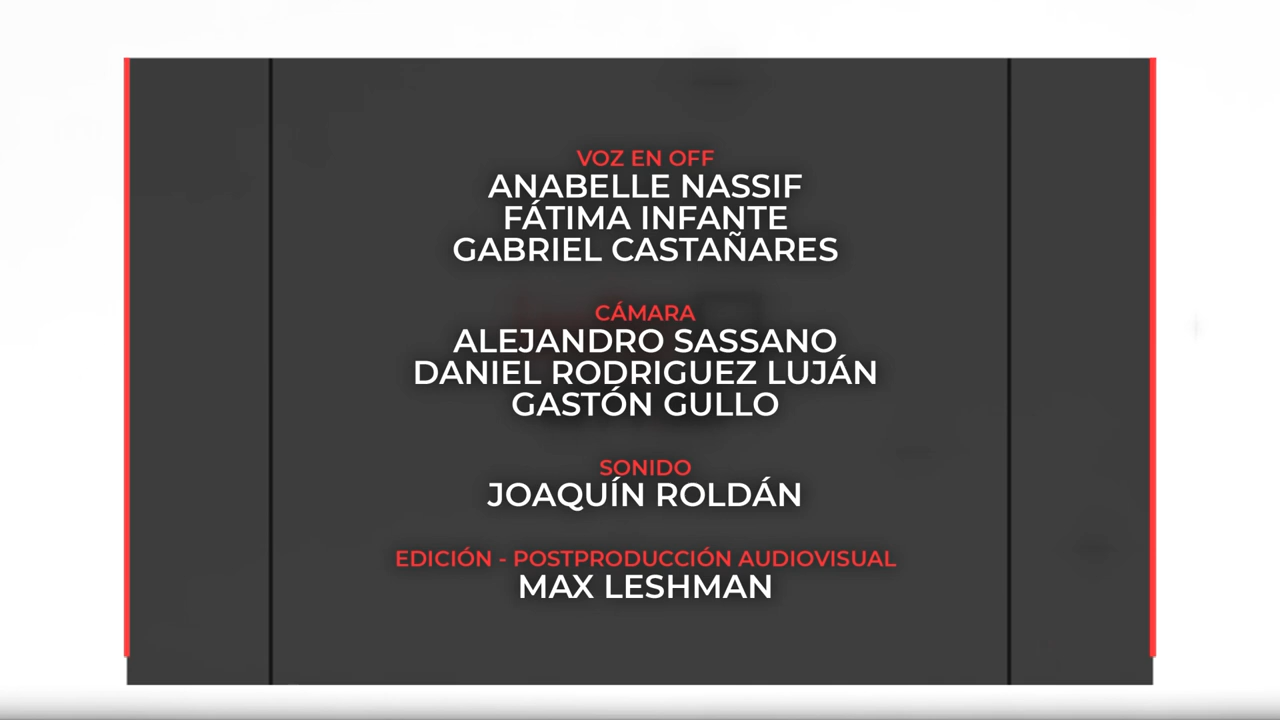 VOZ EN OFF
ANABELLE NASSIF
FÁTIMA INFANTE
GABRIEL CASTAÑARES
CÁMARA
ALEJANDRO SASSANO
DANIEL RODRIGUEZ LUJÁN
GASTÓN GULLO
SONIDO
JOAQUÍN ROLDÁN
EDICIÓN - POSTPRODUCCIÓN AUDIOVISUAL
MAX LESHMAN